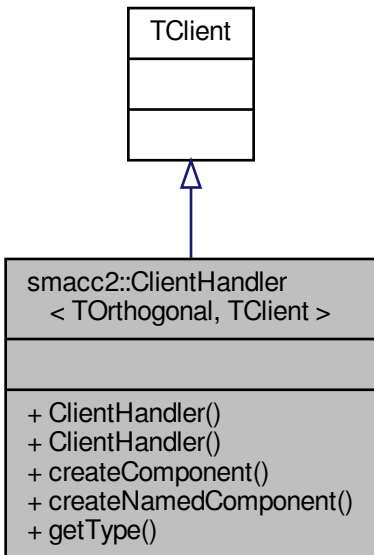 TClient
smacc2::ClientHandler
< TOrthogonal, TClient >
+ ClientHandler()
+ ClientHandler()
+ createComponent()
+ createNamedComponent()
+ getType()